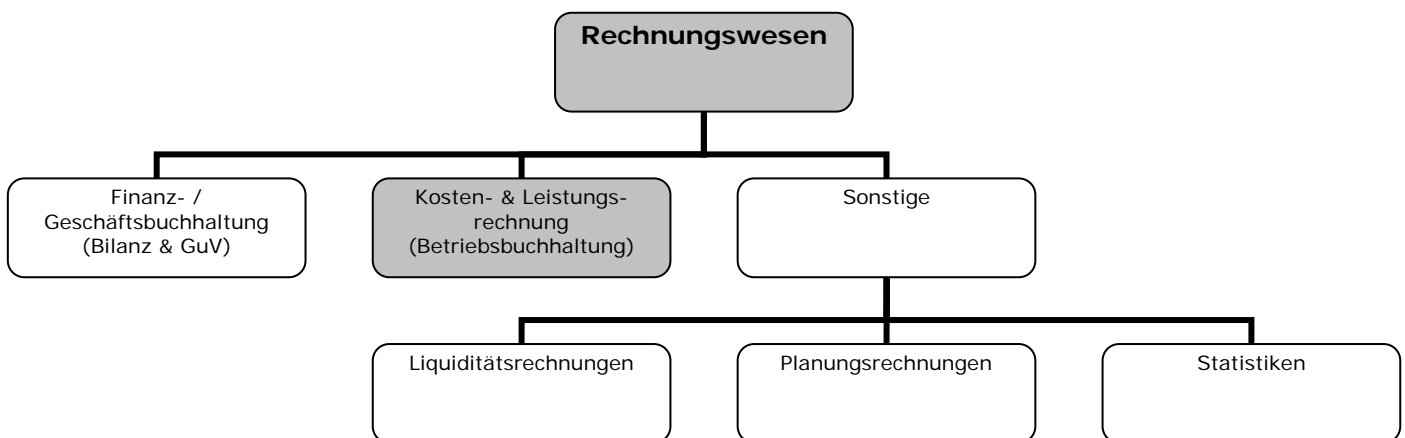 Rechnungswesen
Finanz- /
Geschäftsbuchhaltung
(Bilanz & GuV)
Kosten- & Leistungs-
rechnung
(Betriebsbuchhaltung)
Sonstige
Liquiditätsrechnungen
Planungsrechnungen
Statistiken